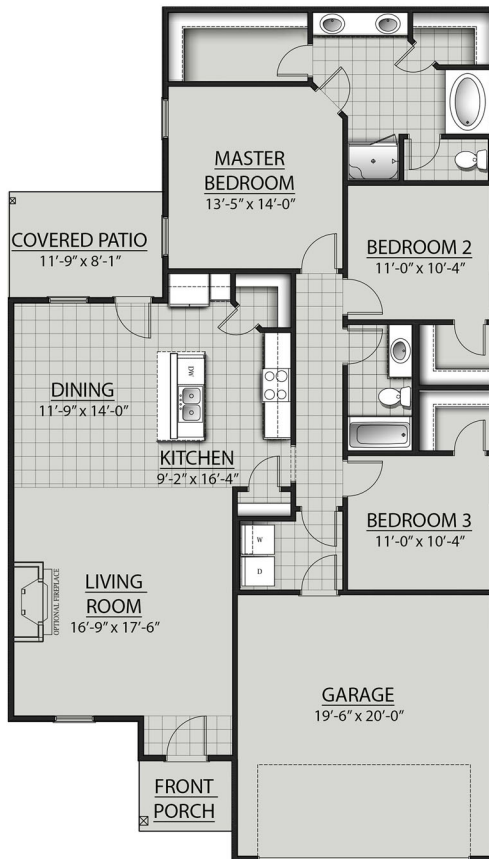 MASTER
BEDROOM
13'-5" x 14'-0"
COVERED PATIO
11'-9" x 8'-1"
BEDROOM 2
11'-0" x 10'-4"
DINING
11'-9" x 14'-0"
DW
KITCHEN
9'-2" x 16'-4"
BEDROOM 3
11'-0" x 10'-4"
W
D
OPTIONAL FIREPLACE
LIVING
ROOM
16'-9" x 17'-6"
GARAGE
19'-6" x 20'-0"
FRONT
PORCH